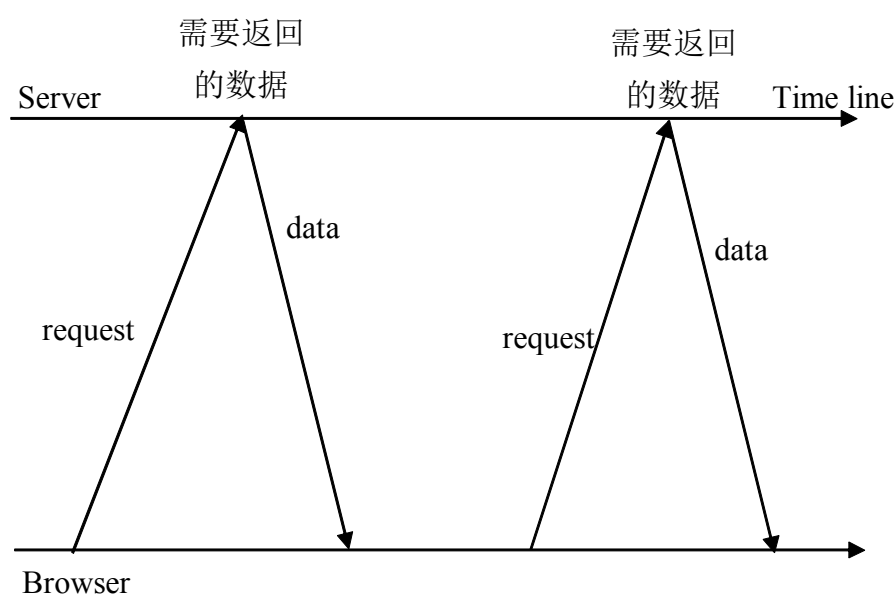 需要返回
的数据
需要返回
的数据
Server
Time line
data
data
request
request
Browser